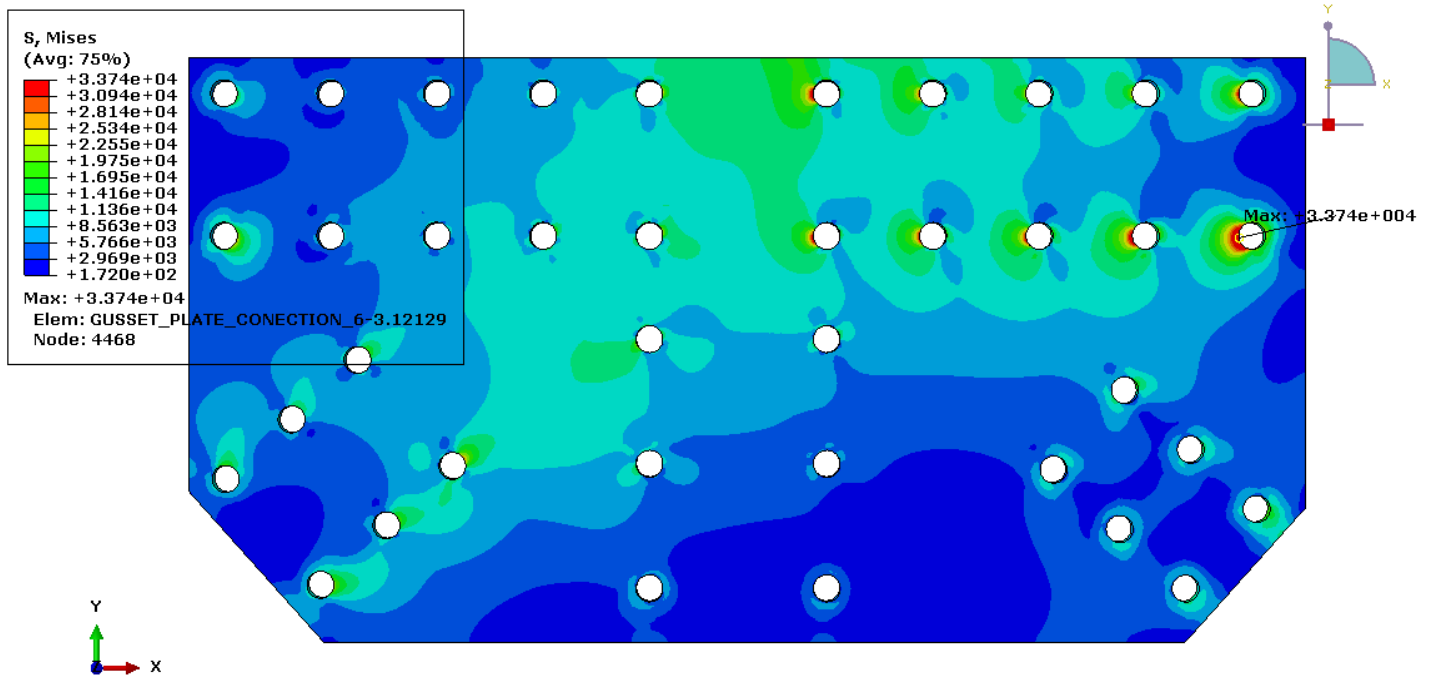 S, Mises
(Avg: 75%)
+3.374e+04
+3.094e+04
+2.814e+04
+2.534e+04
+2.255e+04
+1.975e+04
+1.695e+04
+1.416e+04
+1.136e+04
+8.563e+03
+5.766e+03
+2.969e+03
+1.720e+02
Max: +3.374e+04
Elem: GUSSET_PLATE_CONECTION_6-3.12129
Node: 4468
Y
Z X
Max: +3.374e+004
Y
Z X